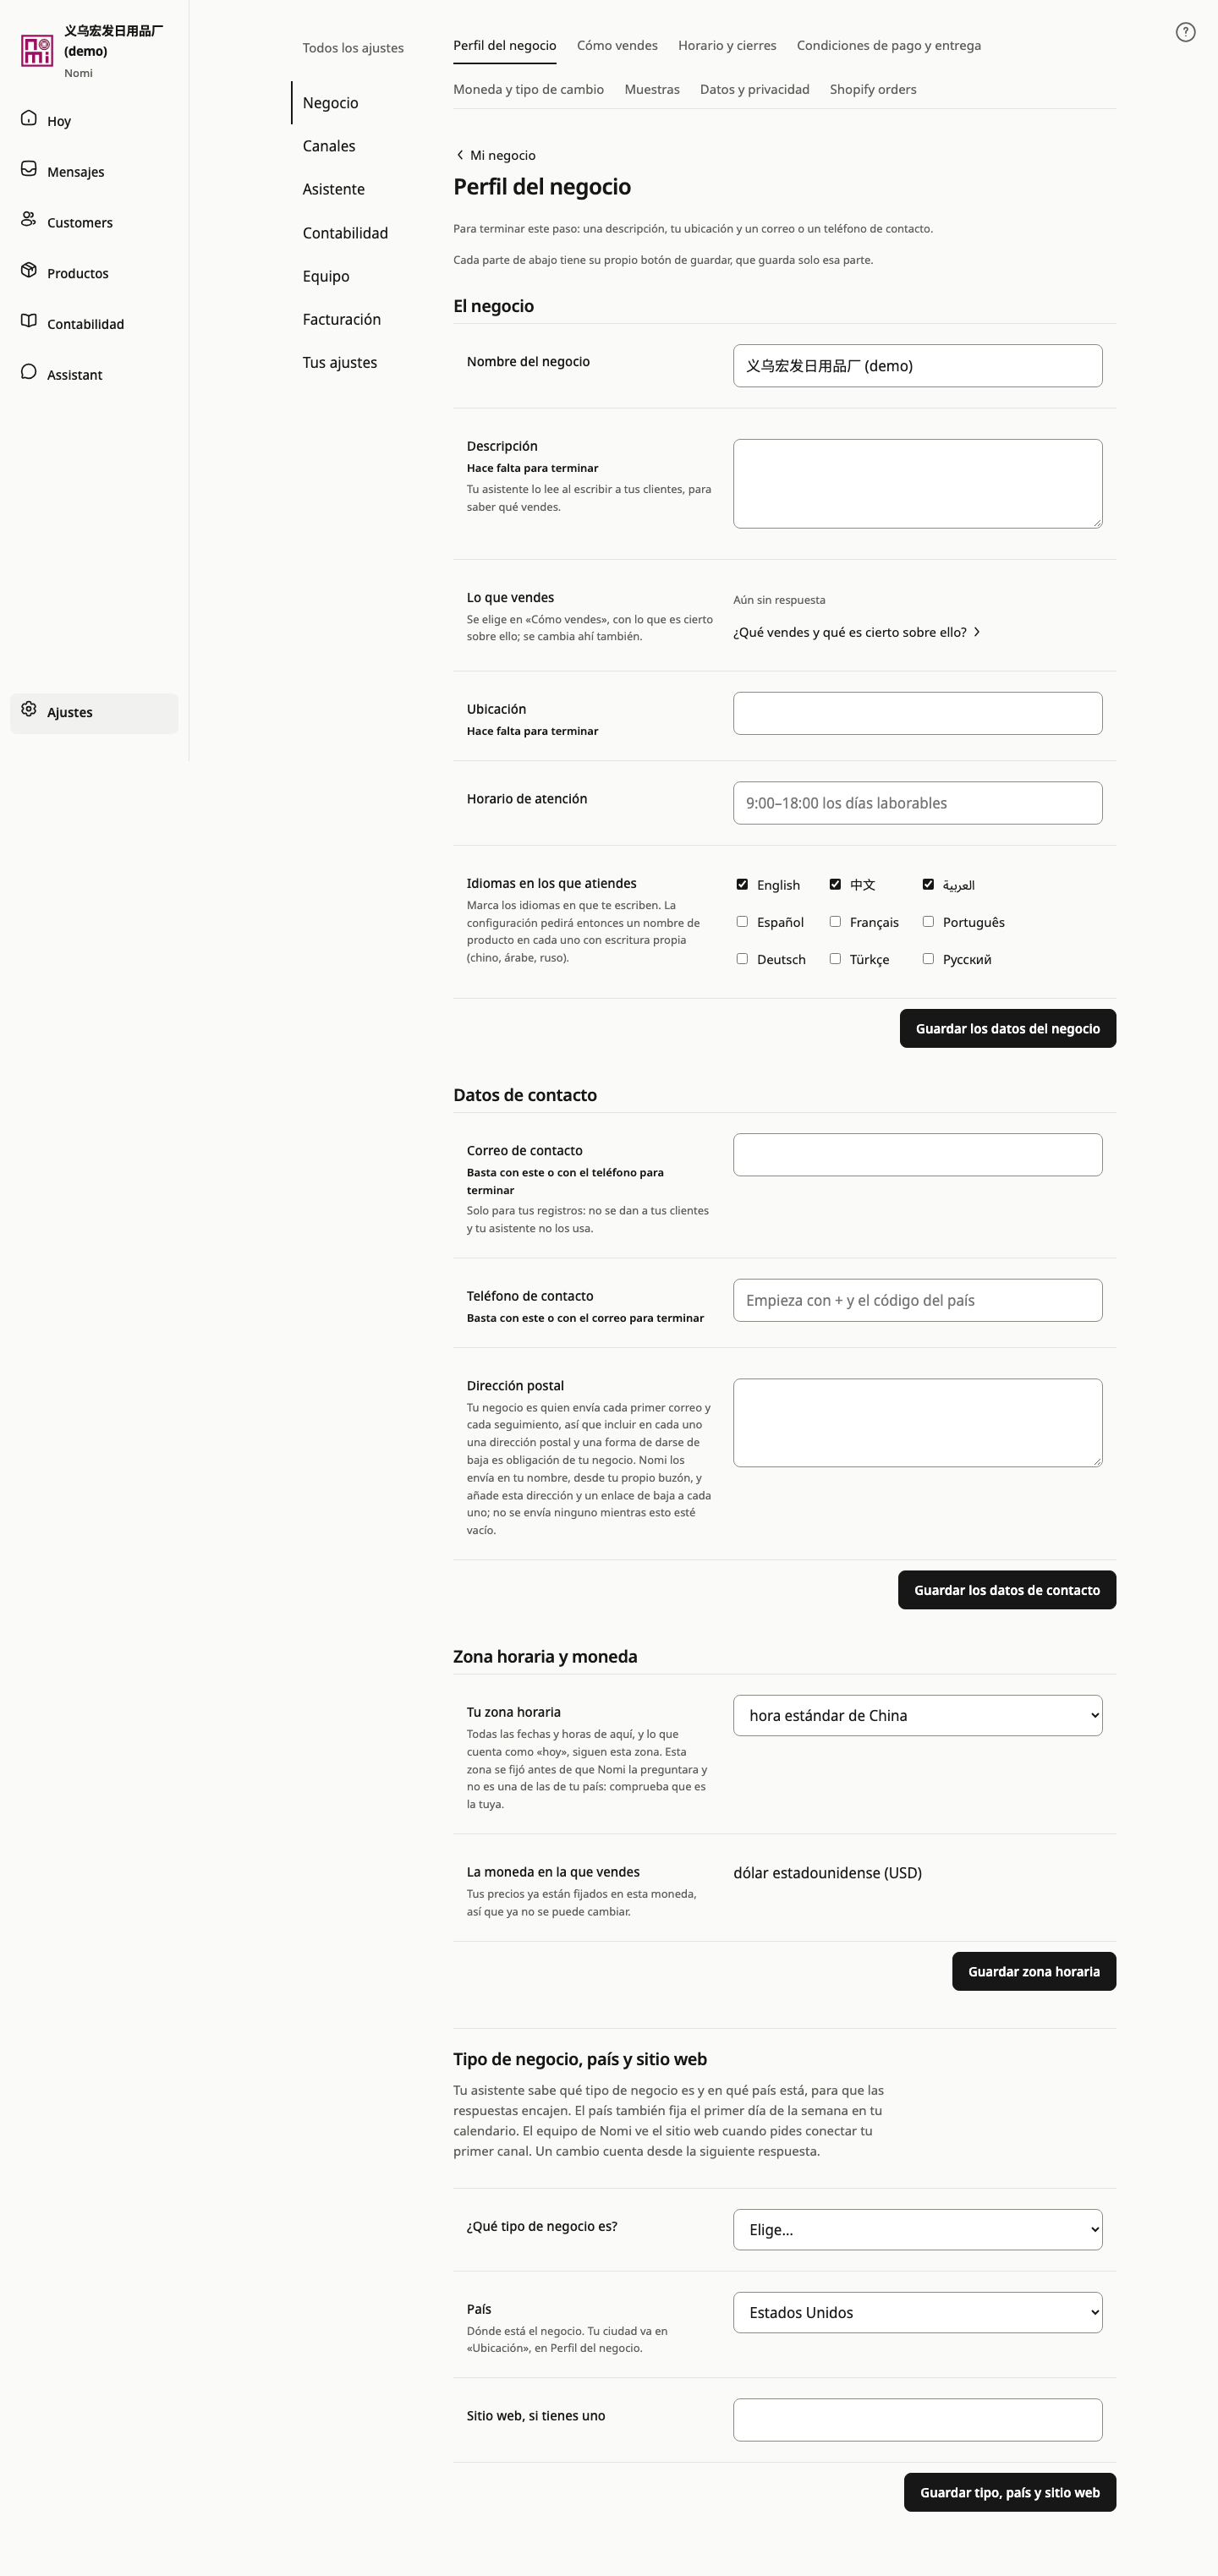 义乌宏发日用品厂
(demo)
Nomi
Hoy
Mensajes
Customers
Productos
Contabilidad
Assistant
Ajustes
Todos los ajustes
Negocio
Canales
Asistente
Contabilidad
Equipo
Facturación
Tus ajustes
Perfil del negocio Cómo vendes Horario y cierres Condiciones de pago y entrega
Moneda y tipo de cambio Muestras Datos y privacidad Shopify orders
Mi negocio
Perfil del negocio
Para terminar este paso: una descripción, tu ubicación y un correo o un teléfono de contacto.
Cada parte de abajo tiene su propio botón de guardar, que guarda solo esa parte.
El negocio
Nombre del negocio
义乌宏发日用品厂 (demo)
Descripción
Hace falta para terminar
Tu asistente lo lee al escribir a tus clientes, para
saber qué vendes.
Lo que vendes
Se elige en «Cómo vendes», con lo que es cierto
sobre ello; se cambia ahí también.
Aún sin respuesta
¿Qué vendes y qué es cierto sobre ello?
Ubicación
Hace falta para terminar
Horario de atención
9:00–18:00 los días laborables
Idiomas en los que atiendes
Marca los idiomas en que te escriben. La
configuración pedirá entonces un nombre de
producto en cada uno con escritura propia
(chino, árabe, ruso).
English 中文 العربية
Español Français Português
Deutsch Türkçe Русский
Guardar los datos del negocio
Datos de contacto
Correo de contacto
Basta con este o con el teléfono para
terminar
Solo para tus registros: no se dan a tus clientes
y tu asistente no los usa.
Teléfono de contacto
Basta con este o con el correo para terminar
Empieza con + y el código del país
Dirección postal
Tu negocio es quien envía cada primer correo y
cada seguimiento, así que incluir en cada uno
una dirección postal y una forma de darse de
baja es obligación de tu negocio. Nomi los
envía en tu nombre, desde tu propio buzón, y
añade esta dirección y un enlace de baja a cada
uno; no se envía ninguno mientras esto esté
vacío.
Guardar los datos de contacto
Zona horaria y moneda
Tu zona horaria
Todas las fechas y horas de aquí, y lo que
cuenta como «hoy», siguen esta zona. Esta
zona se fijó antes de que Nomi la preguntara y
no es una de las de tu país: comprueba que es
la tuya.
hora estándar de China
La moneda en la que vendes
Tus precios ya están fijados en esta moneda,
así que ya no se puede cambiar.
dólar estadounidense (USD)
Guardar zona horaria
Tipo de negocio, país y sitio web
Tu asistente sabe qué tipo de negocio es y en qué país está, para que las
respuestas encajen. El país también fija el primer día de la semana en tu
calendario. El equipo de Nomi ve el sitio web cuando pides conectar tu
primer canal. Un cambio cuenta desde la siguiente respuesta.
¿Qué tipo de negocio es?
Elige…
País
Dónde está el negocio. Tu ciudad va en
«Ubicación», en Perfil del negocio.
Estados Unidos
Sitio web, si tienes uno
Guardar tipo, país y sitio web